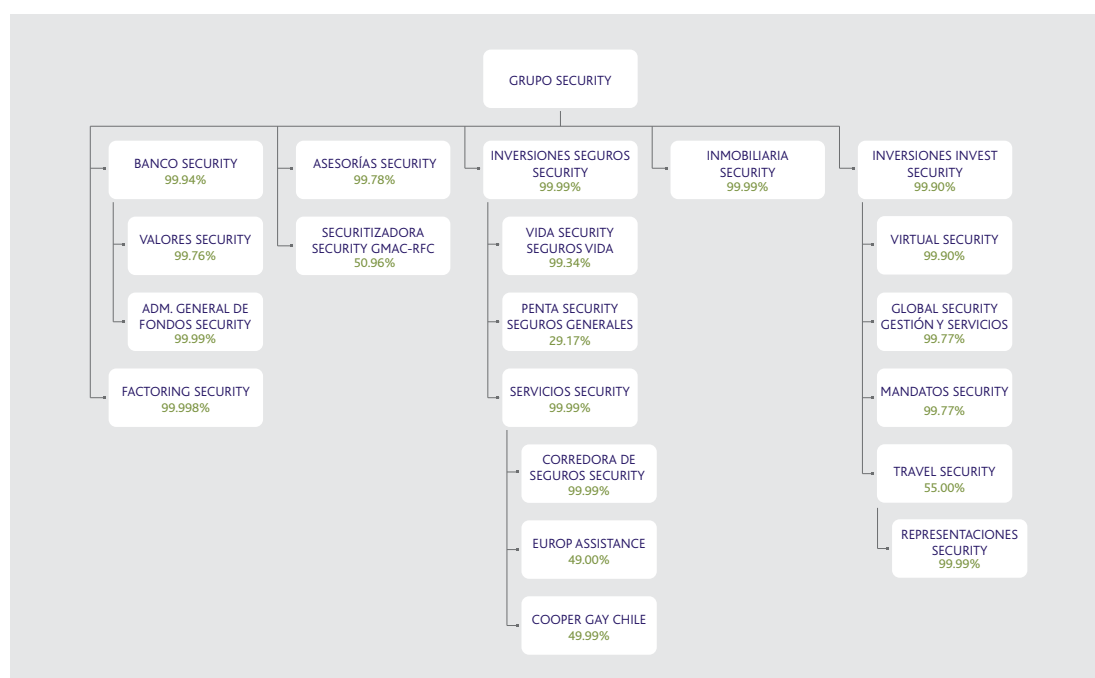 GRUPO SECURITY
BANCO SECURITY
99.94%
VALORES SECURITY
99.76%
ADM. GENERAL DE
FONDOS SECURITY
99.99%
FACTORING SECURITY
99.998%
ASESORÍAS SECURITY
99.78%
SECURITIZADORA
SECURITY GMAC-RFC
50.96%
INVERSIONES SEGUROS
SECURITY
99.99%
VIDA SECURITY
SEGUROS VIDA
99.34%
PENTA SECURITY
SEGUROS GENERALES
29.17%
SERVICIOS SECURITY
99.99%
CORREDORA DE
SEGUROS SECURITY
99.99%
EUROP ASSISTANCE
49.00%
COOPER GAY CHILE
49.99%
INMOBILIARIA
SECURITY
99.99%
INVERSIONES INVEST
SECURITY
99.90%
VIRTUAL SECURITY
99.90%
GLOBAL SECURITY
GESTIÓN Y SERVICIOS
99.77%
MANDATOS SECURITY
99.77%
TRAVEL SECURITY
55.00%
REPRESENTACIONES
SECURITY
99.99%